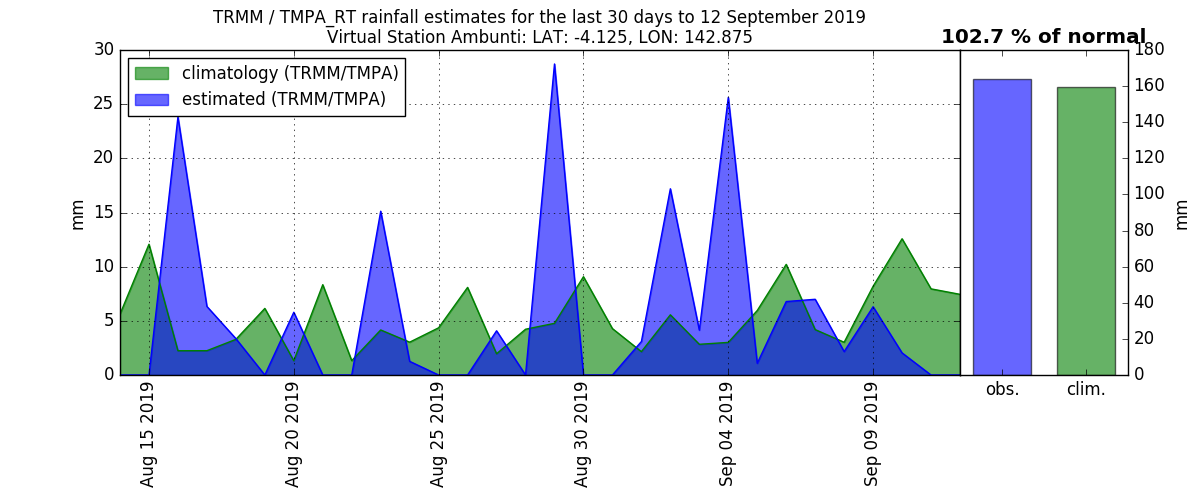 TRMM / TMPA_RT rainfall estimates for the last 30 days to 12 September 2019
Virtual Station Ambunti: LAT: -4.125, LON: 142.875
102.7 % of normal
climatology (TRMM/TMPA)
estimated (TRMM/TMPA)
30
25
20
15
10
5
0
mm
180
160
140
120
100
80
60
40
20
0
mm
Aug 15 2019
Aug 20 2019
Aug 25 2019
Aug 30 2019
Sep 04 2019
Sep 09 2019
obs.
clim.